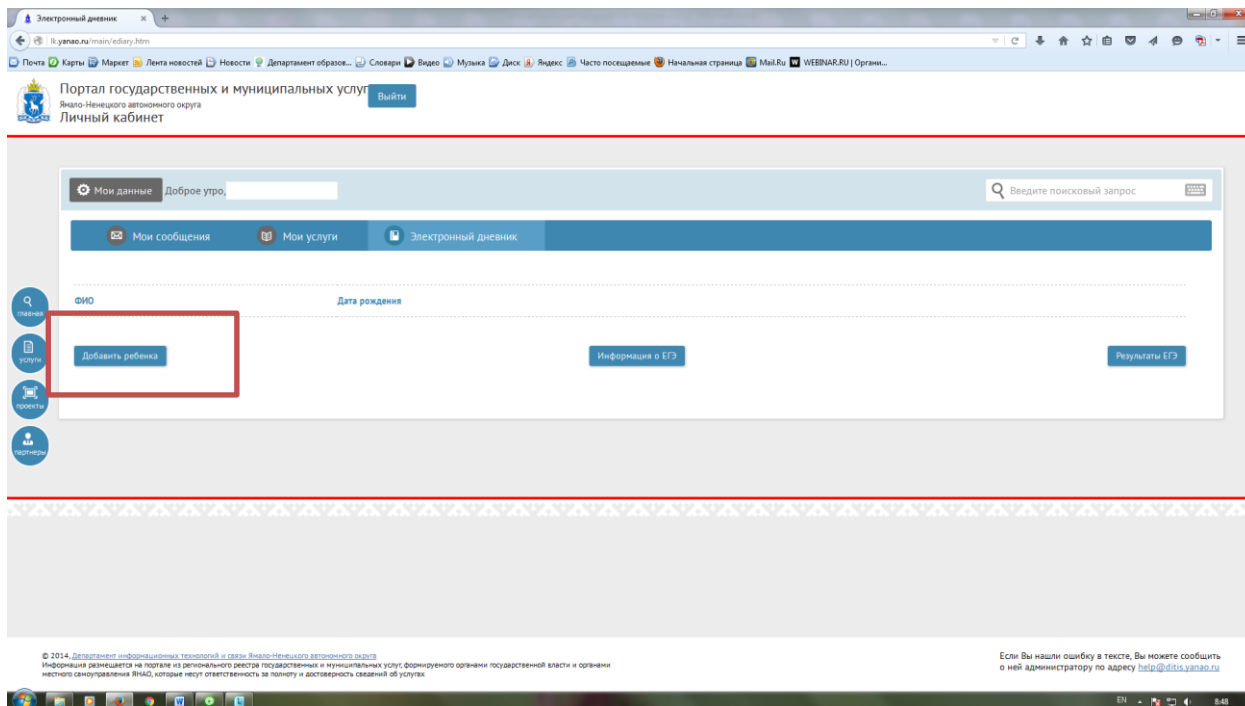 Электронный дневник
lk.yanao.ru/main/ediary.htm
Почта Карты Маркет Лента новостей Новости Департамент образов... Словари Видео Музыка Диск Яндекс Часто посещаемые Начальная страница Mail.Ru WEBINAR.RU | Органи...
Портал государственных и муниципальных услуг
Ямало-Ненецкого автономного округа
Личный кабинет
Выйти
Мои данные Доброе утро, Введите поисковый запрос
Мои сообщения Мои услуги Электронный дневник
ФИО Дата рождения
главная
услуги
проекты
партнеры
Добавить ребенка Информация о ЕГЭ Результаты ЕГЭ
© 2014, Департамент информационных технологий и связи Ямало-Ненецкого автономного округа
Информация размещается на портале из регионального реестра государственных и муниципальных услуг, формируемого органами государственной власти и органами
местного самоуправления ЯНАО, которые несут ответственность за полноту и достоверность сведений об услугах
Если Вы нашли ошибку в тексте, Вы можете сообщить
о ней администратору по адресу help@ditis.yanao.ru
EN 8:48